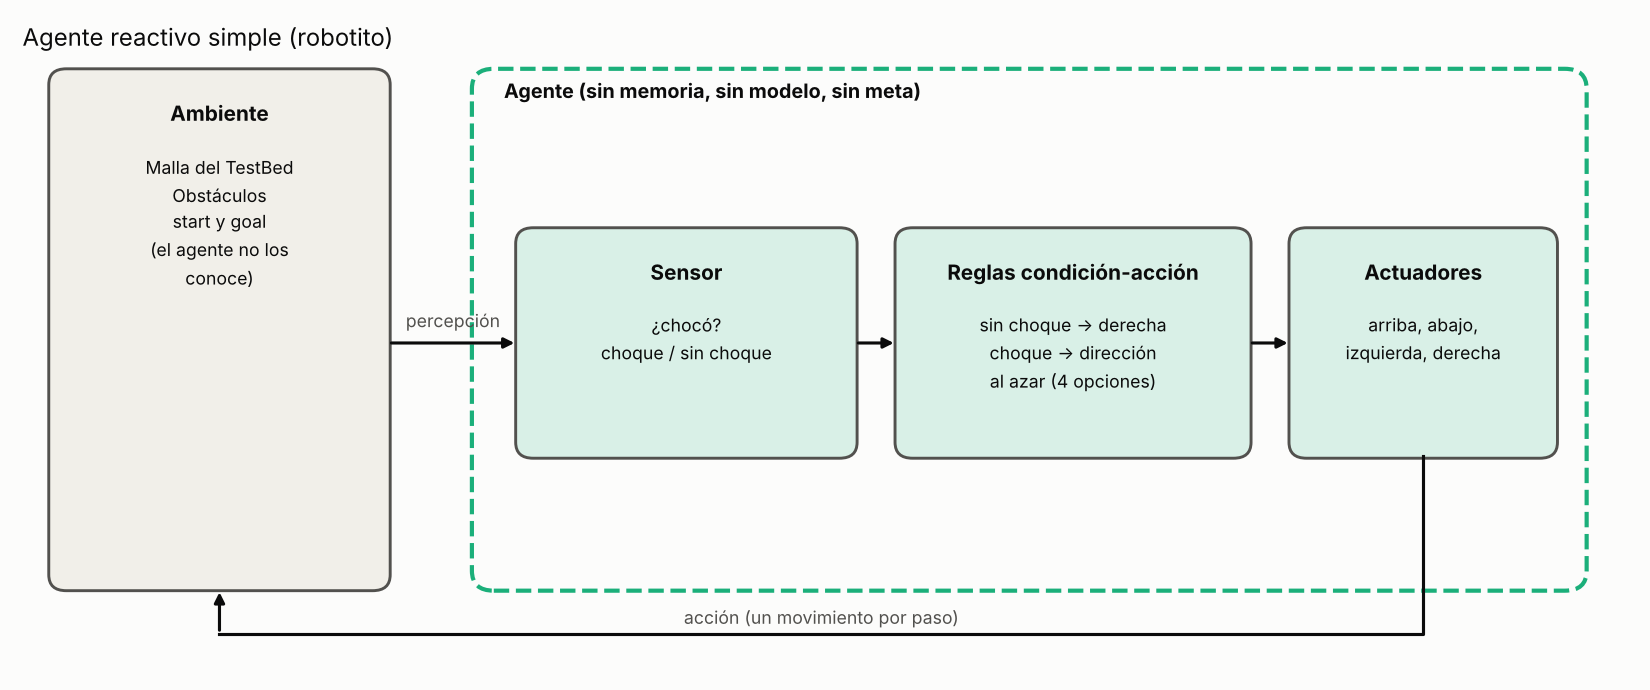 Agente reactivo simple (robotito)
Ambiente
Malla del TestBed
Obstáculos
start y goal
(el agente no los
conoce)
percepción
Agente (sin memoria, sin modelo, sin meta)
Sensor
¿chocó?
choque / sin choque
Reglas condición-acción
sin choque → derecha
choque → dirección
al azar (4 opciones)
Actuadores
arriba, abajo,
izquierda, derecha
acción (un movimiento por paso)